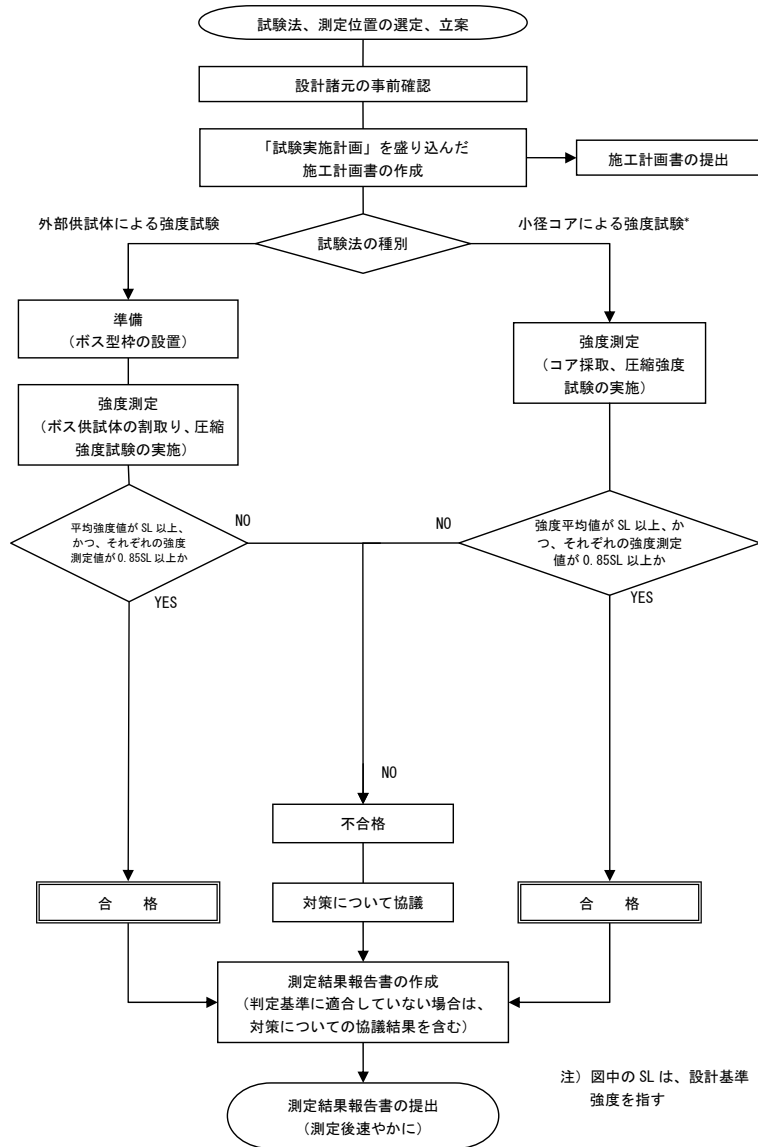 試験法、測定位置の選定、立案
設計諸元の事前確認
「試験実施計画」を盛り込んだ
施工計画書の作成
施工計画書の提出
外部供試体による強度試験
小径コアによる強度試験*
試験法の種別
準備
（ボス型枠の設置）
強度測定
（ボス供試体の割取り、圧縮
強度試験の実施）
強度測定
（コア採取、圧縮強度
試験の実施）
平均強度値が SL 以上、
かつ、それぞれの強度
測定値が 0.85SL 以上か
NO
NO
強度平均値が SL 以上、か
つ、それぞれの強度測定
値が 0.85SL 以上か
YES
YES
NO
不合格
合　格
対策について協議
合　格
測定結果報告書の作成
（判定基準に適合していない場合は、
対策についての協議結果を含む）
測定結果報告書の提出
（測定後速やかに）
注）図中の SL は、設計基準
強度を指す